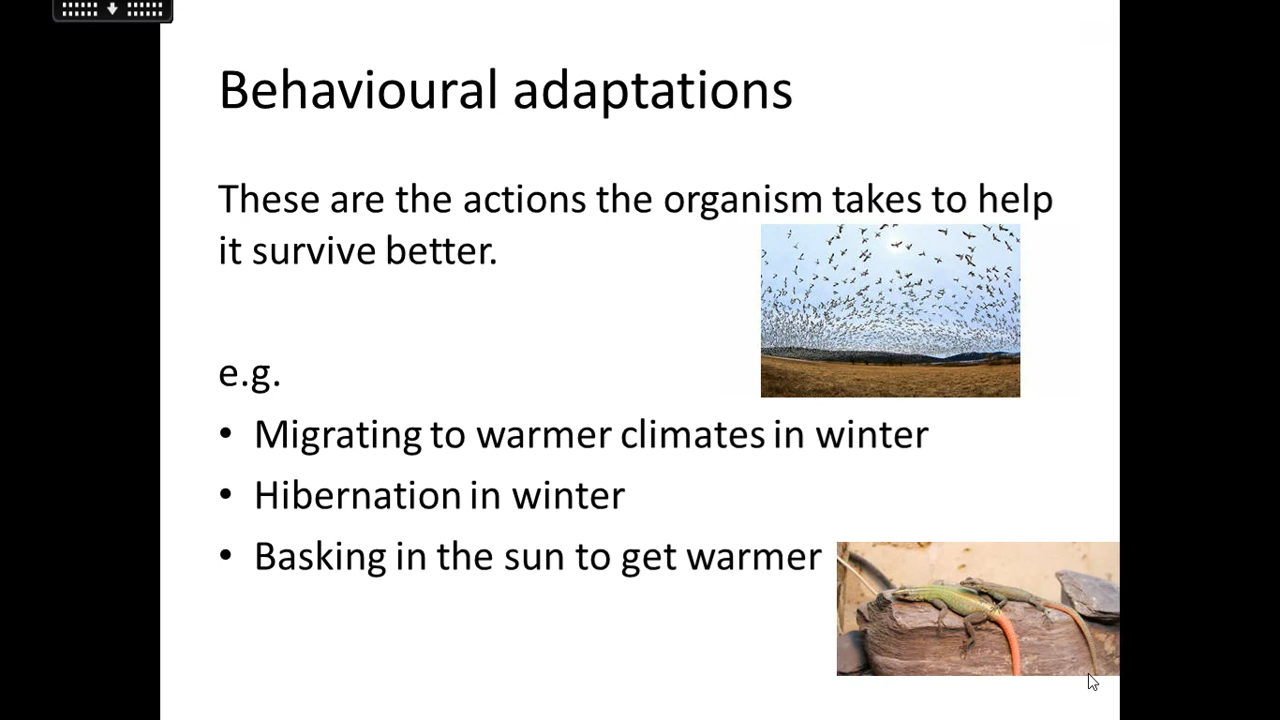 Behavioural adaptations
These are the actions the organism takes to help
it survive better.
e.g.
• Migrating to warmer climates in winter
• Hibernation in winter
• Basking in the sun to get warmer